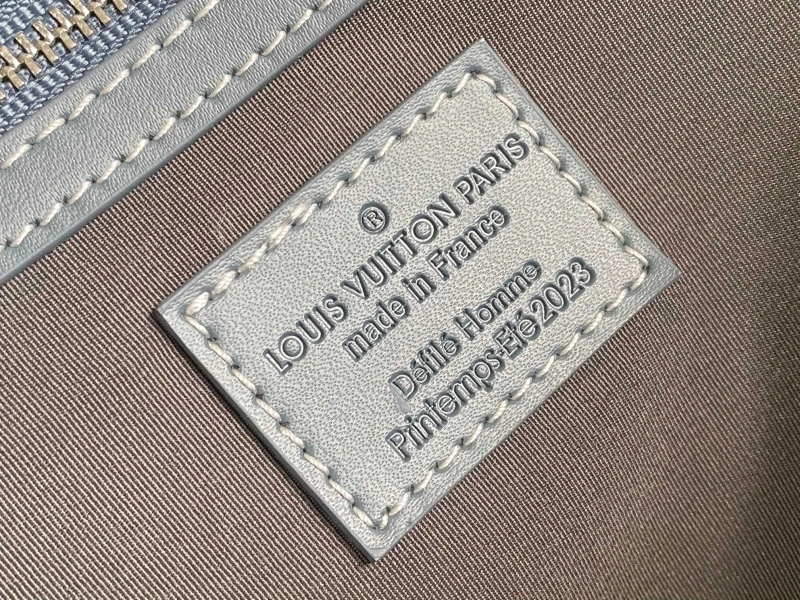 ®
LOUIS VUITTON PARIS
made in France
Défilé Homme
Printemps-Eté 2023